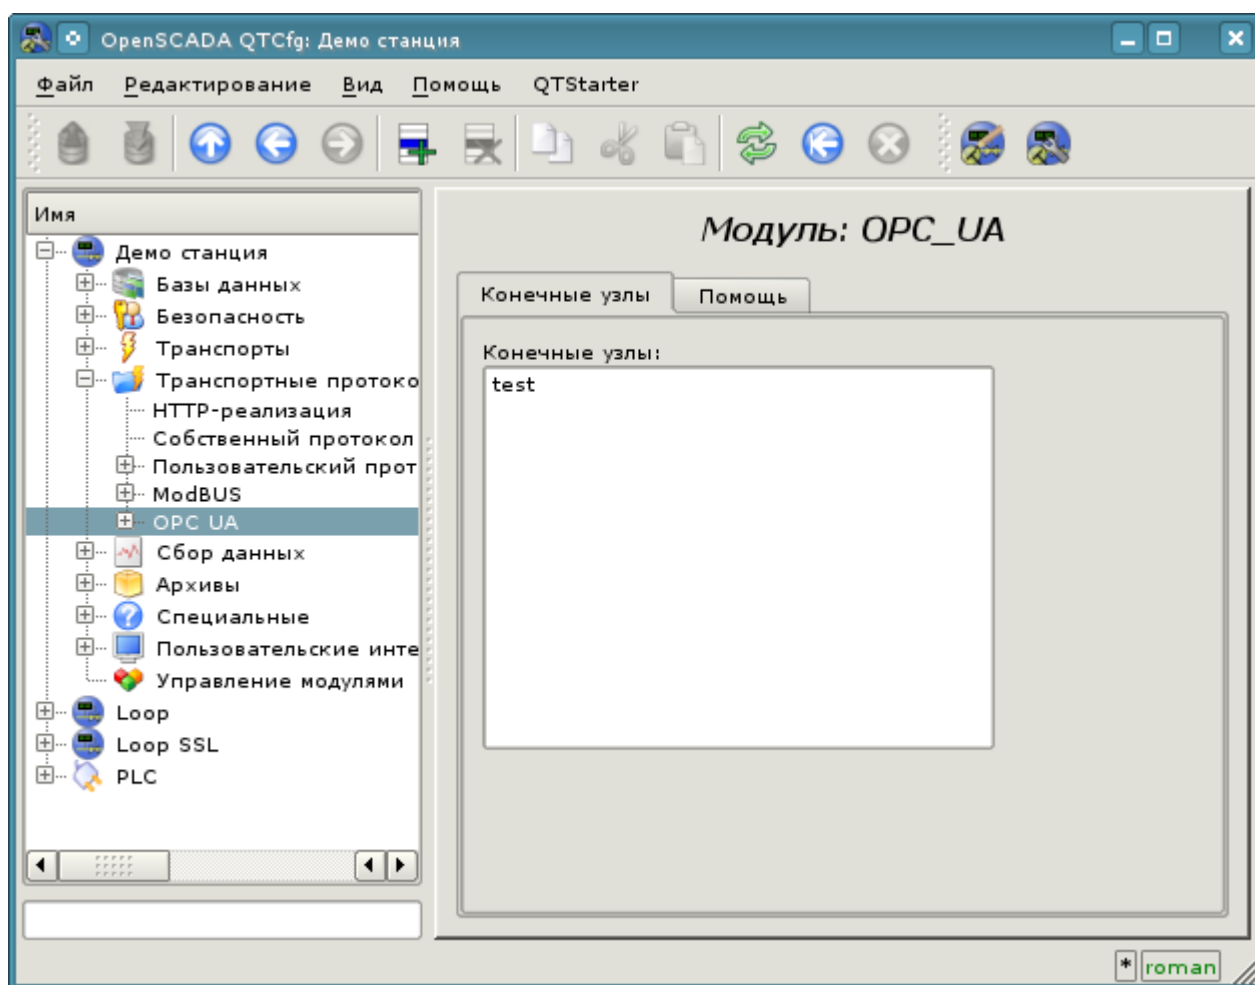 OpenSCADA QTCfg: Демо станция
Файл Редактирование Вид Помощь QTStarter
Имя
Демо станция
Базы данных
Безопасность
Транспорты
Транспортные протоко
HTTP-реализация
Собственный протокол
Пользовательский прот
ModBUS
OPC UA
Сбор данных
Архивы
Специальные
Пользовательские инте
Управление модулями
Loop
Loop SSL
PLC
Модуль: OPC_UA
Конечные узлы Помощь
Конечные узлы:
test
* roman